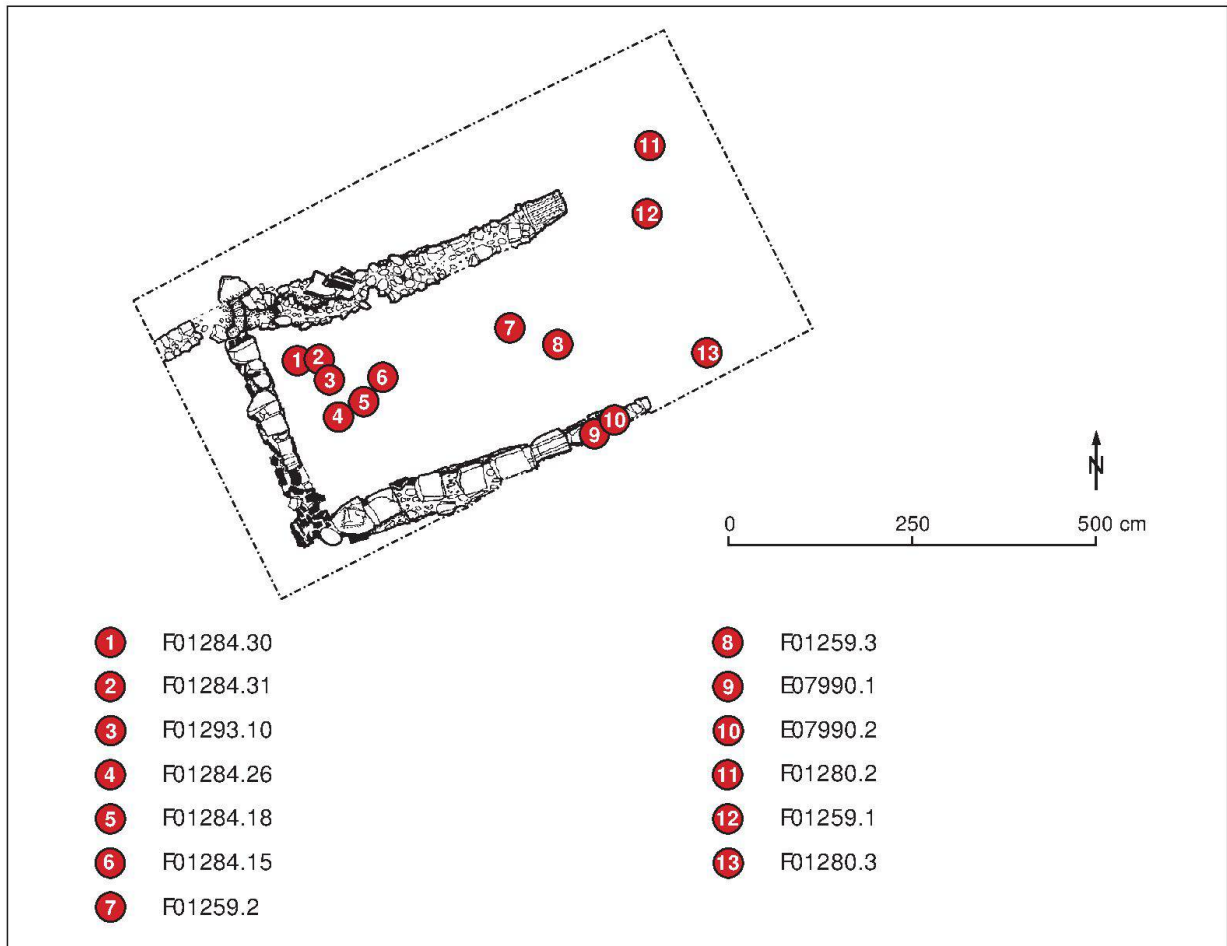 11
12
7
8
13
1
2
3
6
5
4
10
9
N
0 250 500 cm
1 F01284.30
2 F01284.31
3 F01293.10
4 F01284.26
5 F01284.18
6 F01284.15
7 F01259.2
8 F01259.3
9 E07990.1
10 E07990.2
11 F01280.2
12 F01259.1
13 F01280.3